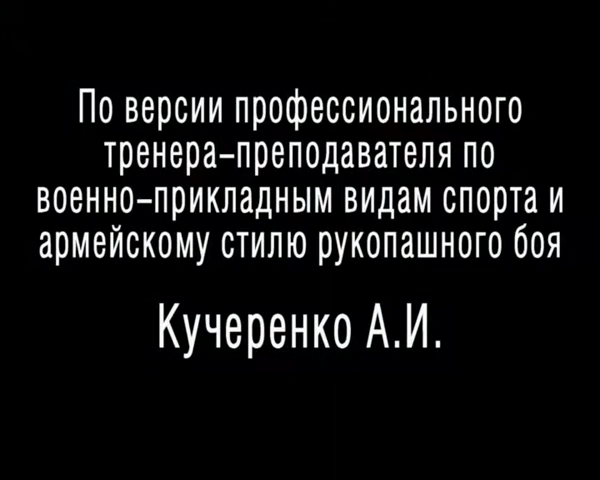 По версии профессионального
тренера-преподавателя по
военно-прикладным видам спорта и
армейскому стилю рукопашного боя
Кучеренко А.И.